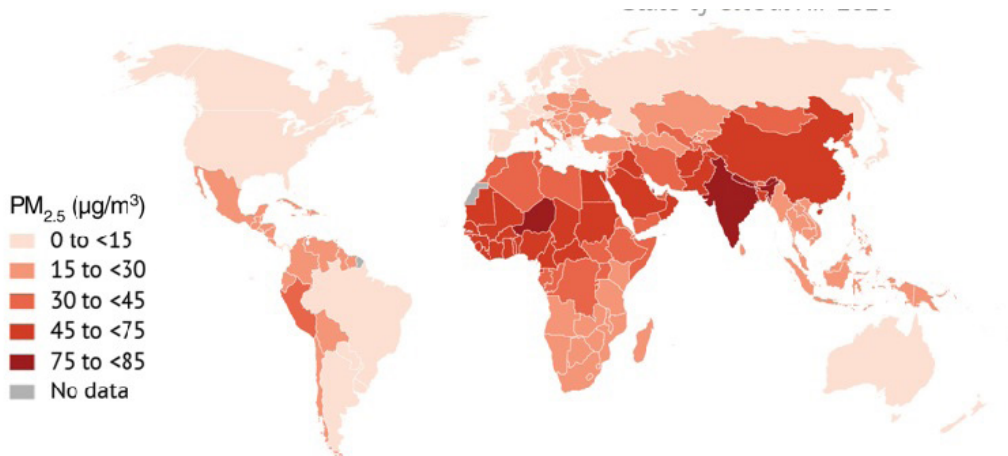 PM2.5 (μg/m3)
0 to <15
15 to <30
30 to <45
45 to <75
75 to <85
No data